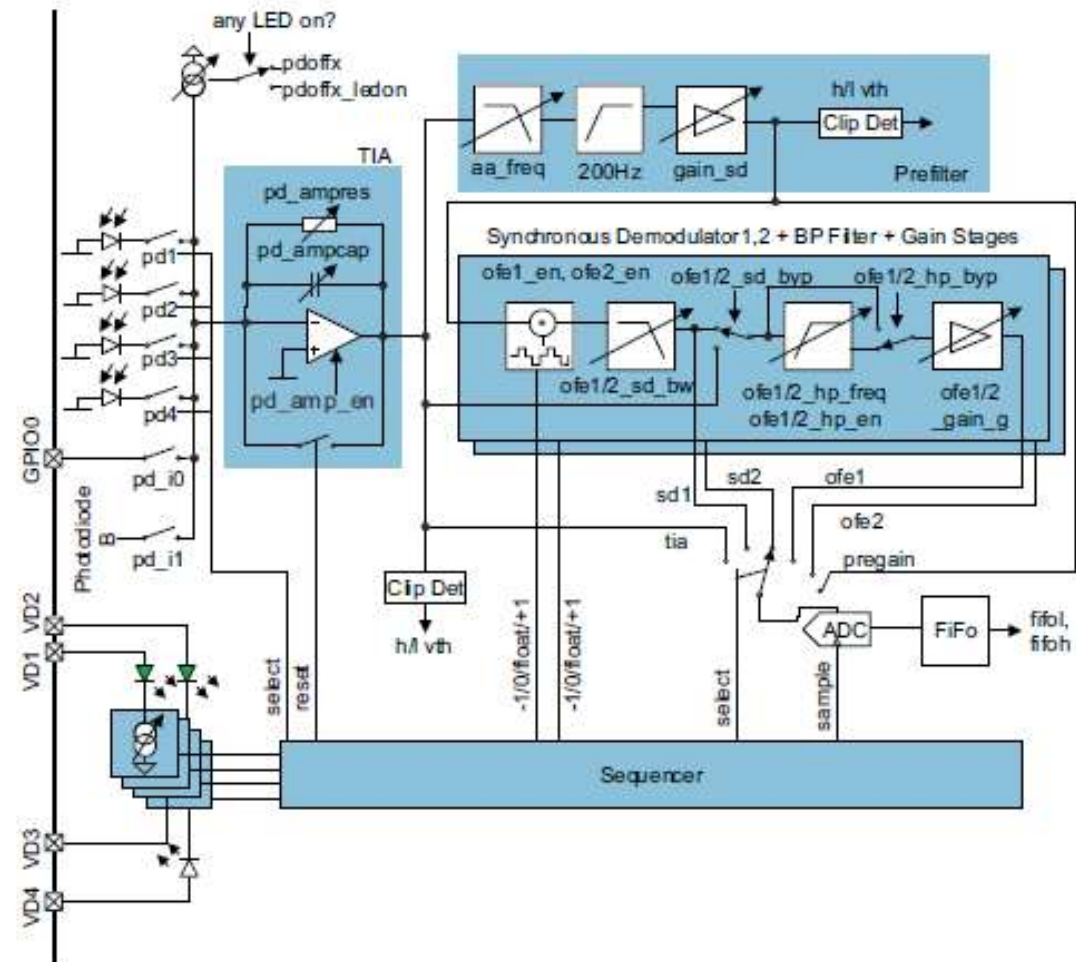 any LED on?
pdoffx
pdoffx_ledon
TIA
pd_ampres
pd_ampcap
pd_amp_en
h/l vth
Clip Det
aa_freq
200Hz
gain_sd
Prefilter
Synchronous Demodulator1,2 + BP Filter + Gain Stages
ofe1_en, ofe2_en
ofe1/2_sd_byp
ofe1/2_hp_byp
ofe1/2_sd_bw
ofe1/2_hp_freq
ofe1/2_hp_en
ofe1/2
_gain_g
pd1
pd2
pd3
pd4
GPIO0
pd_i0
Photodiode
B
pd_i1
sd1
sd2
ofe1
ofe2
tia
pregain
Clip Det
h/l vth
ADC
FiFo
fifol,
fifoh
VD2
VD1
select
reset
-1/0/float/+1
-1/0/float/+1
select
sample
Sequencer
VD3
VD4